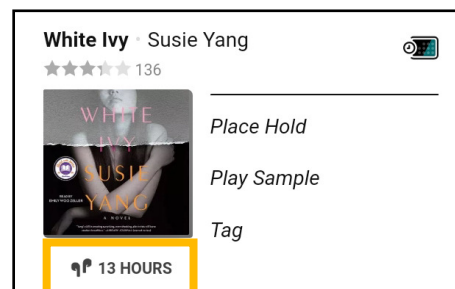 White Ivy · Susie Yang
136
WHITE
IVY
SUSIE
YANG
A NOVEL
Place Hold
Play Sample
Tag
13 HOURS